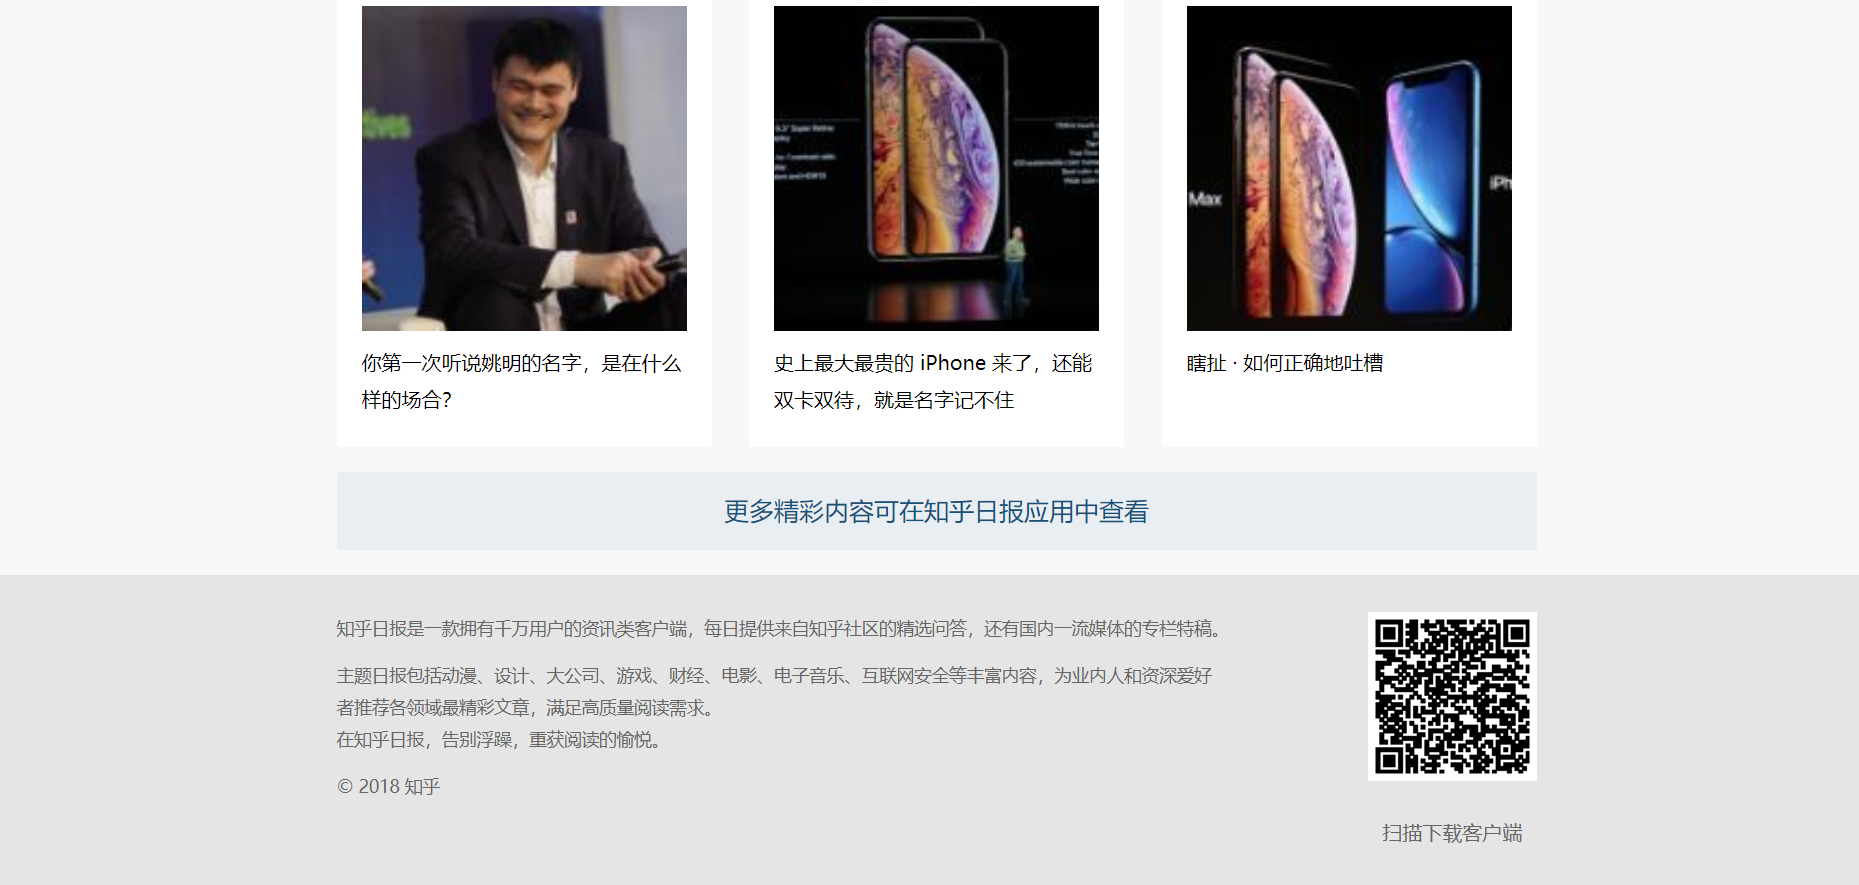 tives
Max
iPh
你第一次听说姚明的名字，是在什么
样的场合？
史上最大最贵的 iPhone 来了，还能
双卡双待，就是名字记不住
瞎扯 · 如何正确地吐槽
更多精彩内容可在知乎日报应用中查看
知乎日报是一款拥有千万用户的资讯类客户端，每日提供来自知乎社区的精选问答，还有国内一流媒体的专栏特稿。
主题日报包括动漫、设计、大公司、游戏、财经、电影、电子音乐、互联网安全等丰富内容，为业内人和资深爱好
者推荐各领域最精彩文章，满足高质量阅读需求。
在知乎日报，告别浮躁，重获阅读的愉悦。
© 2018 知乎
扫描下载客户端